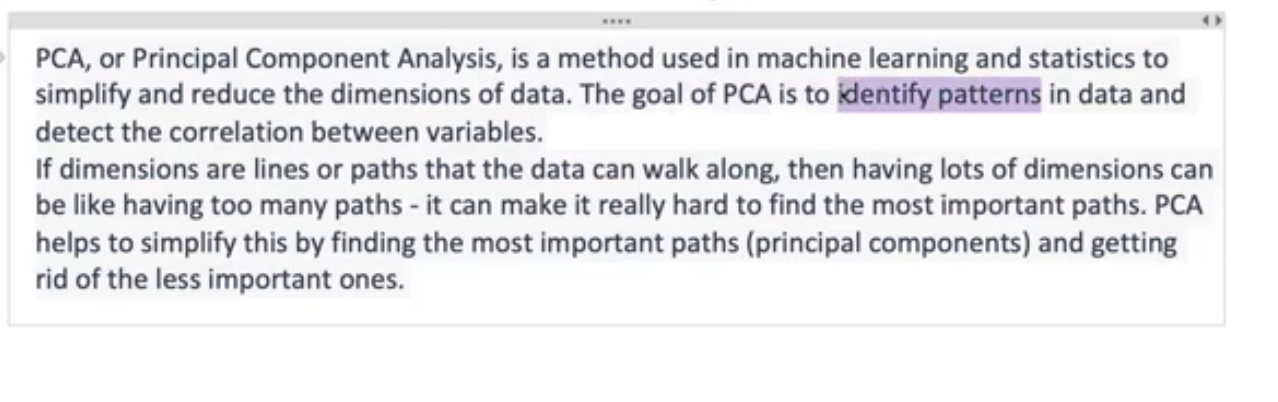 PCA, or Principal Component Analysis, is a method used in machine learning and statistics to
simplify and reduce the dimensions of data. The goal of PCA is to identify patterns in data and
detect the correlation between variables.
If dimensions are lines or paths that the data can walk along, then having lots of dimensions can
be like having too many paths - it can make it really hard to find the most important paths. PCA
helps to simplify this by finding the most important paths (principal components) and getting
rid of the less important ones.